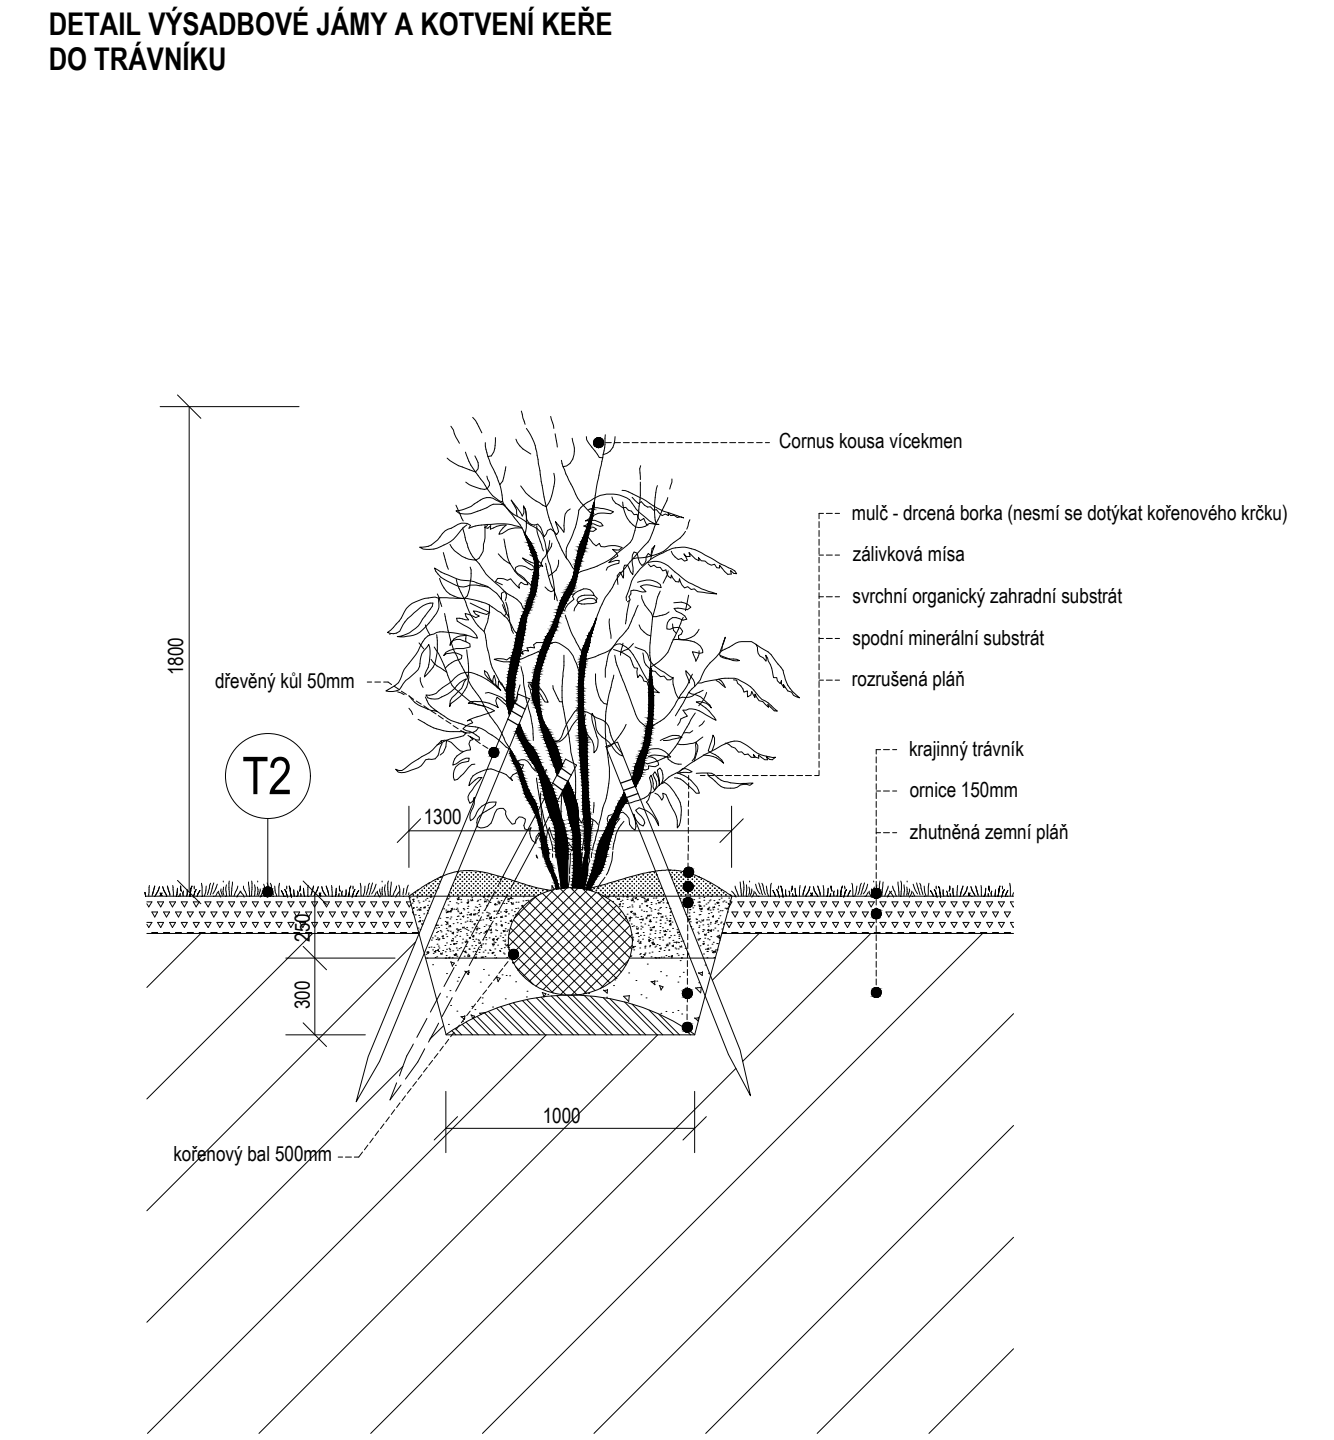 DETAIL VÝSADBOVÉ JÁMY A KOTVENÍ KEŘE
DO TRÁVNÍKU
Cornus kousa vícekmen
mulč - drcená borka (nesmí se dotýkat kořenového krčku)
zálivková mísa
svrchní organický zahradní substrát
spodní minerální substrát
rozrušená pláň
1800
dřevěný kůl 50mm
krajinný trávník
ornice 150mm
zhutněná zemní pláň
T2
1300
250
300
1000
kořenový bal 500mm